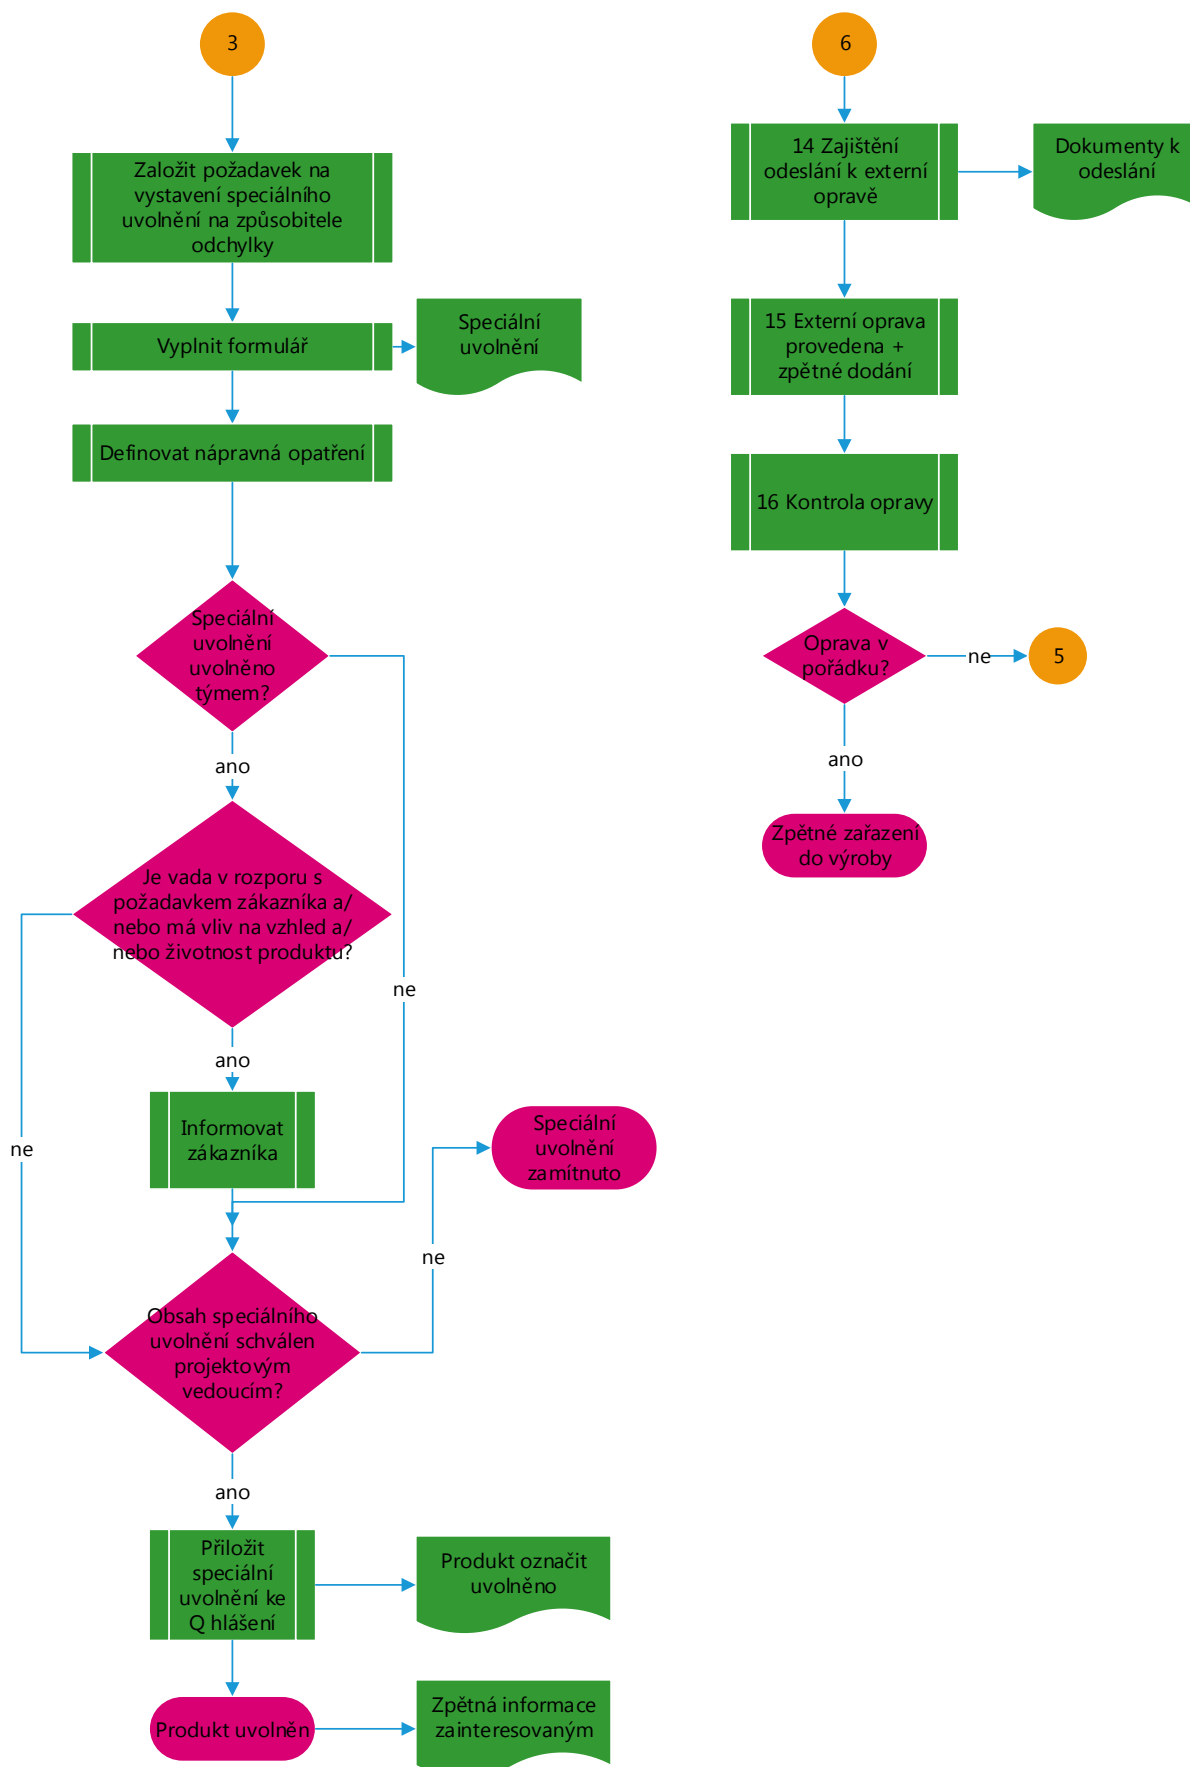 3
Založit požadavek na
vystavení speciálního
uvolnění na způsobitele
odchylky
Vyplnit formulář
Speciální
uvolnění
Definovat nápravná opatření
Speciální
uvolnění
uvolněno
týmem?
ano
ne
Je vada v rozporu s
požadavkem zákazníka a/
nebo má vliv na vzhled a/
nebo životnost produktu?
ano
ne
Informovat
zákazníka
Obsah speciálního
uvolnění schválen
projektovým
vedoucím?
ne
Speciální
uvolnění
zamítnuto
ano
Přiložit
speciální
uvolnění ke
Q hlášení
Produkt označit
uvolněno
Produkt uvolněn
Zpětná informace
zainteresovaným
6
14 Zajištění
odeslání k externí
opravě
Dokumenty k
odeslání
15 Externí oprava
provedena +
zpětné dodání
16 Kontrola opravy
Oprava v
pořádku?
ne
5
ano
Zpětné zařazení
do výroby